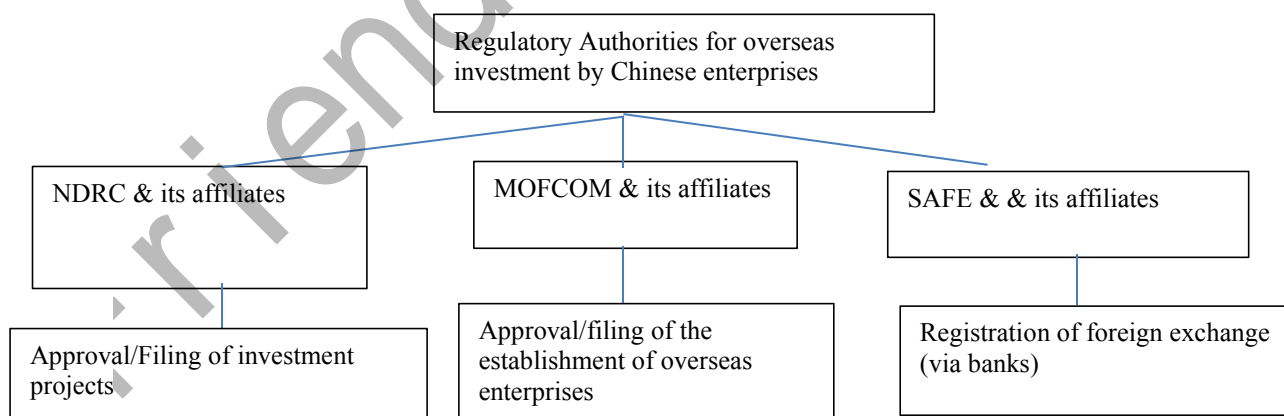 Regulatory Authorities for overseas
investment by Chinese enterprises
NDRC & its affiliates
MOFCOM & its affiliates
SAFE & & its affiliates
Approval/Filing of investment
projects
Approval/filing of the
establishment of overseas
enterprises
Registration of foreign exchange
(via banks)